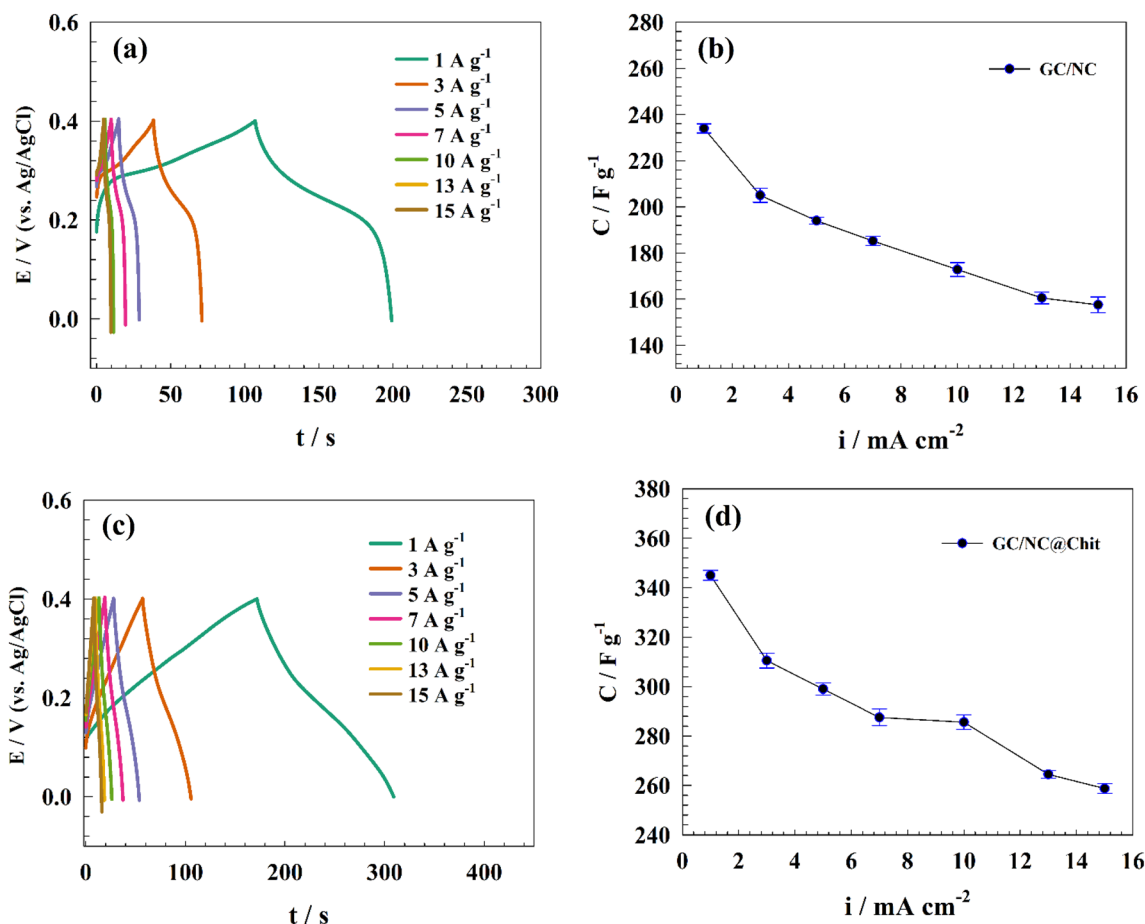 (a)
E / V (vs. Ag/AgCl)
0.6
0.4
0.2
0.0
1 A g⁻¹
3 A g⁻¹
5 A g⁻¹
7 A g⁻¹
10 A g⁻¹
13 A g⁻¹
15 A g⁻¹
0 50 100 150 200 250 300
t / s
(b)
C / F g⁻¹
280
260
240
220
200
180
160
140
GC/NC
0 2 4 6 8 10 12 14 16
i / mA cm⁻²
(c)
E / V (vs. Ag/AgCl)
0.6
0.4
0.2
0.0
1 A g⁻¹
3 A g⁻¹
5 A g⁻¹
7 A g⁻¹
10 A g⁻¹
13 A g⁻¹
15 A g⁻¹
0 100 200 300 400
t / s
(d)
C / F g⁻¹
380
360
340
320
300
280
260
240
GC/NC@Chit
0 2 4 6 8 10 12 14 16
i / mA cm⁻²